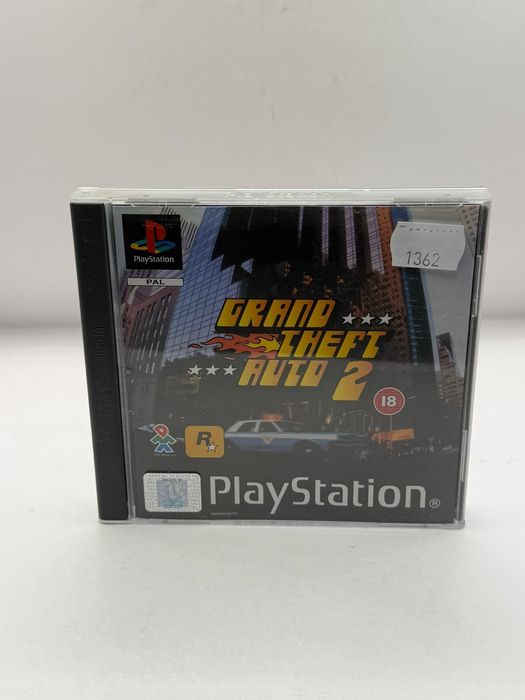 PlayStation
PAL
1362
GRAND
THEFT
AUTO 2
18
R
PlayStation®